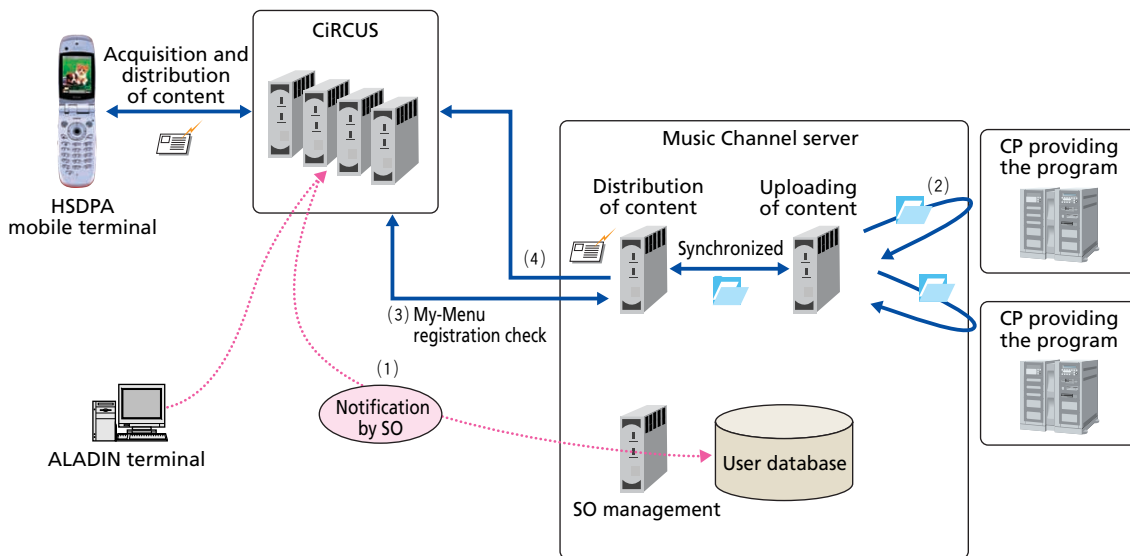 CiRCUS
Acquisition and
distribution
of content
HSDPA
mobile terminal
Music Channel server
Distribution
of content
Uploading
of content
(2)
CP providing
the program
Synchronized
(4)
(3) My-Menu
registration check
CP providing
the program
(1)
Notification
by SO
ALADIN terminal
User database
SO management